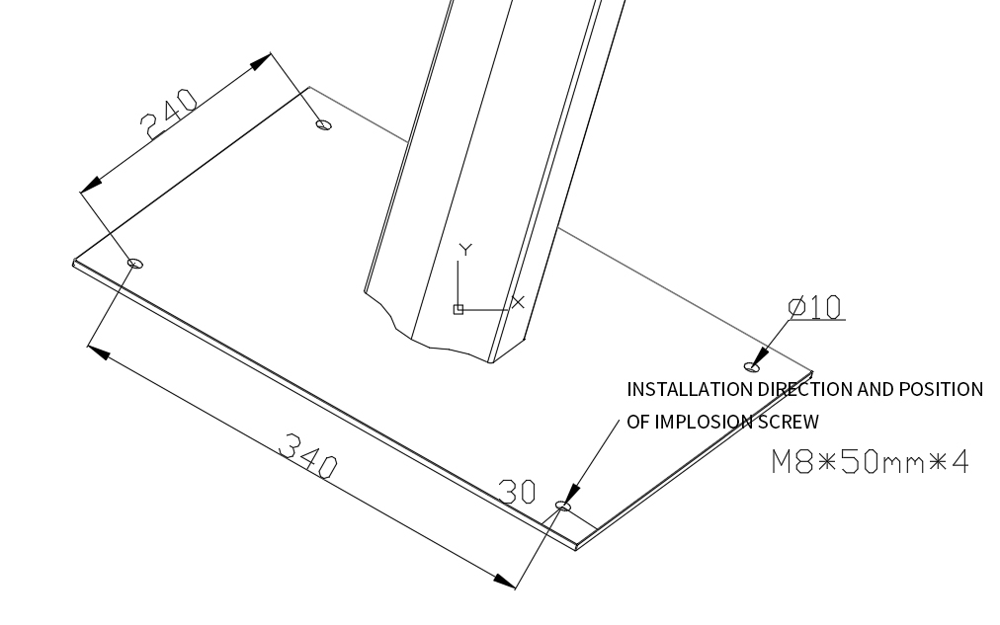 240
Y
X
ø10
INSTALLATION DIRECTION AND POSITION
OF IMPLOSION SCREW
340
M8*50mm*4
30